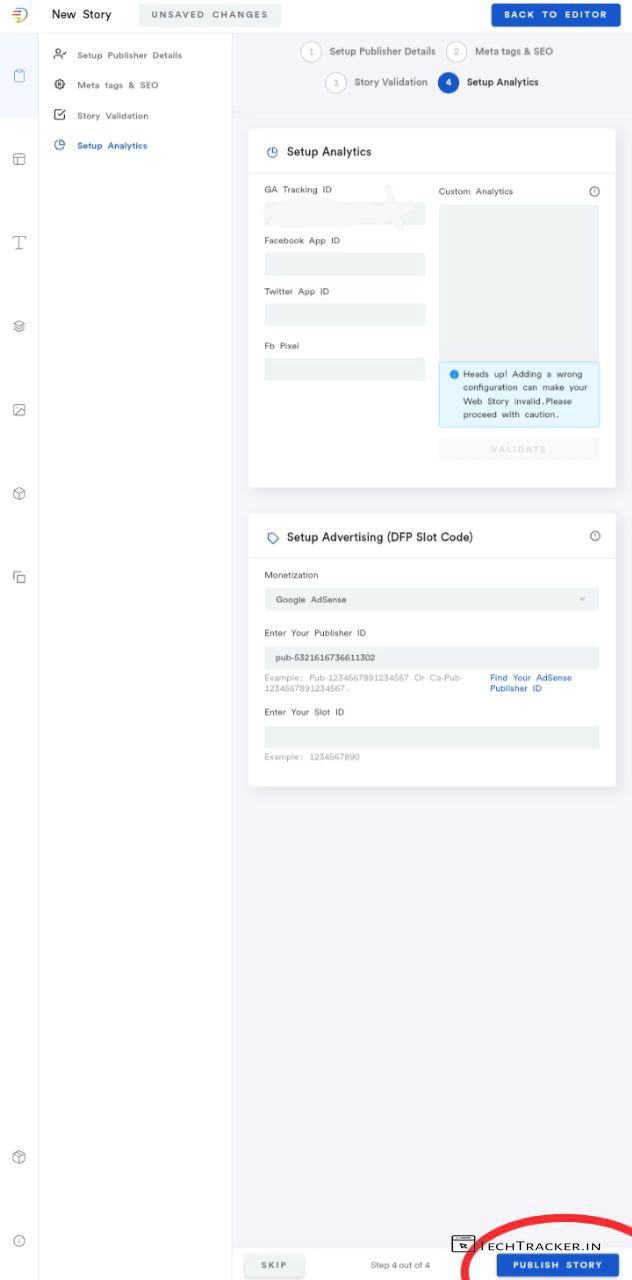 New Story
UNSAVED CHANGES
BACK TO EDITOR
Setup Publisher Details
Meta tags & SEO
Story Validation
Setup Analytics
1 Setup Publisher Details 2 Meta tags & SEO
3 Story Validation 4 Setup Analytics
Setup Analytics
GA Tracking ID
Facebook App ID
Twitter App ID
Fb Pixel
Custom Analytics
Heads up! Adding a wrong
configuration can make your
Web Story invalid.Please
proceed with caution.
VALIDATE
Setup Advertising (DFP Slot Code)
Monetization
Google AdSense
Enter Your Publisher ID
pub-5321616736611302
Example: Pub-1234567891234567 Or Ca-Pub-
1234567891234567.
Find Your AdSense
Publisher ID
Enter Your Slot ID
Example: 1234567890
TECHTRACKER.IN
SKIP
Step 4 out of 4
PUBLISH STORY